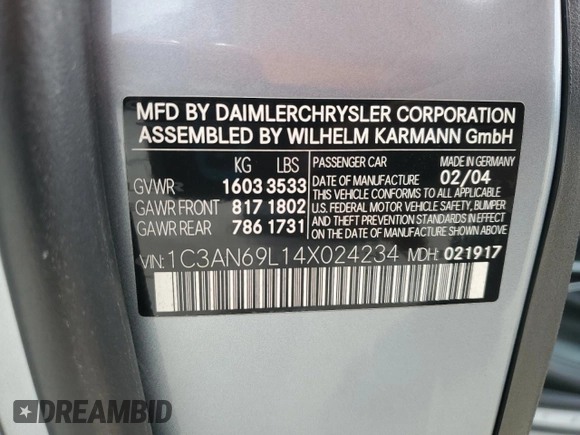 MFD BY DAIMLERCHRYSLER CORPORATION
ASSEMBLED BY WILHELM KARMANN GmbH
KG LBS
GVWR 1603 3533
GAWR FRONT 817 1802
GAWR REAR 786 1731
PASSENGER CAR MADE IN GERMANY
DATE OF MANUFACTURE 02/04
THIS VEHICLE CONFORMS TO ALL APPLICABLE
U.S. FEDERAL MOTOR VEHICLE SAFETY, BUMPER
AND THEFT PREVENTION STANDARDS IN EFFECT
ON THE DATE OF MANUFACTURE SHOWN ABOVE.
VIN: 1C3AN69L14X024234 MDH: 021917
DREAMBID